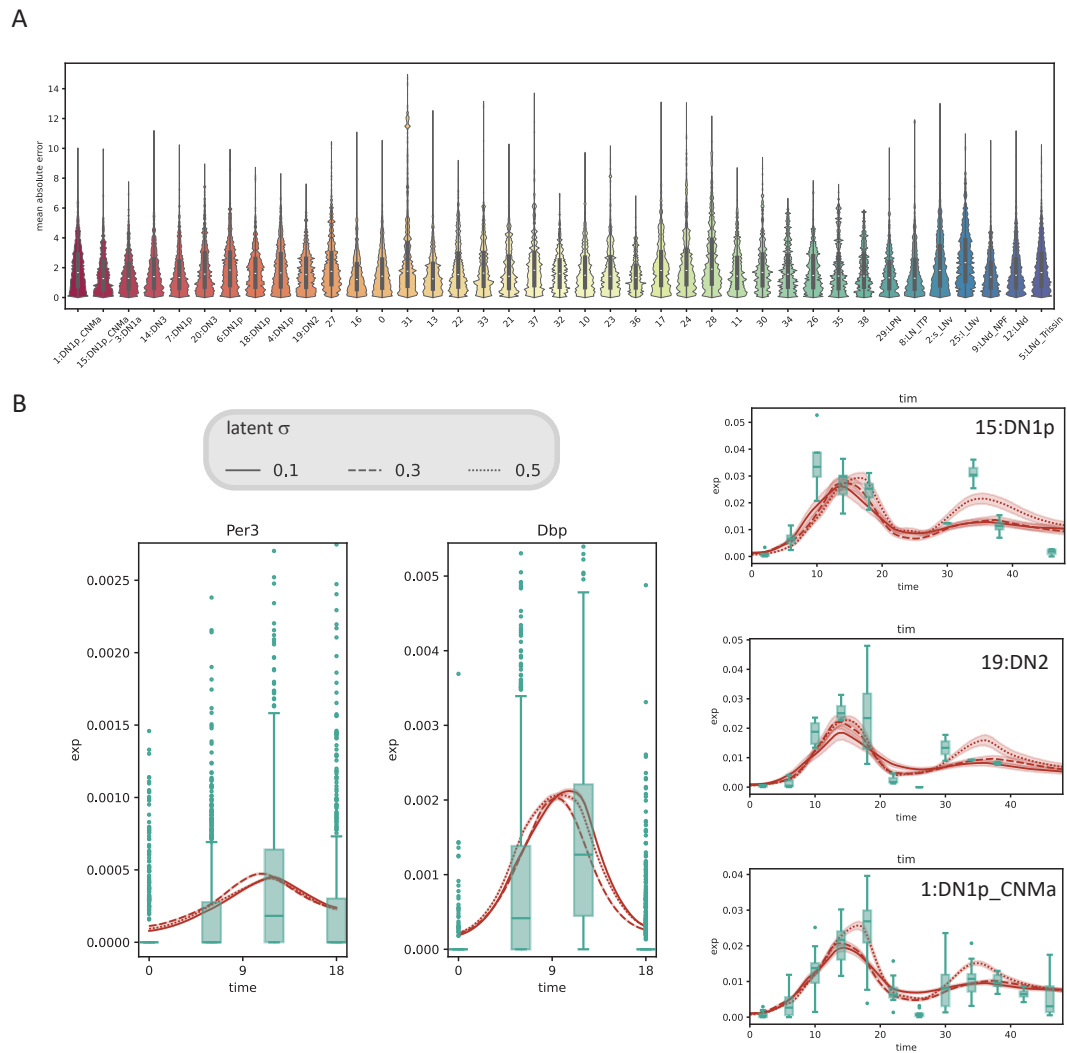 A
mean absolute error
14
12
10
8
6
4
2
0
1:DN1p_CNMa
15:DN1p_CNMa
3:DN1a
14:DN3
7:DN1p
20:DN3
6:DN1p
18:DN1p
4:DN1p
19:DN2
27
16
0
31
13
22
33
21
37
32
10
23
36
17
24
28
11
30
34
26
35
38
29:LPN
8:LN_ITP
2:s_LNv
25:l_LNv
9:LNd_NPF
12:LNd
5:LNd_Trissin
B
latent σ
0.1 0.3 0.5
Per3
exp
0.0025
0.0020
0.0015
0.0010
0.0005
0.0000
0 9 18
time
Dbp
exp
0.005
0.004
0.003
0.002
0.001
0.000
0 9 18
time
tim
15:DN1p
exp
0.05
0.04
0.03
0.02
0.01
0.00
0 10 20 30 40
time
tim
19:DN2
exp
0.05
0.04
0.03
0.02
0.01
0.00
0 10 20 30 40
time
tim
1:DN1p_CNMa
exp
0.04
0.03
0.02
0.01
0.00
0 10 20 30 40
time